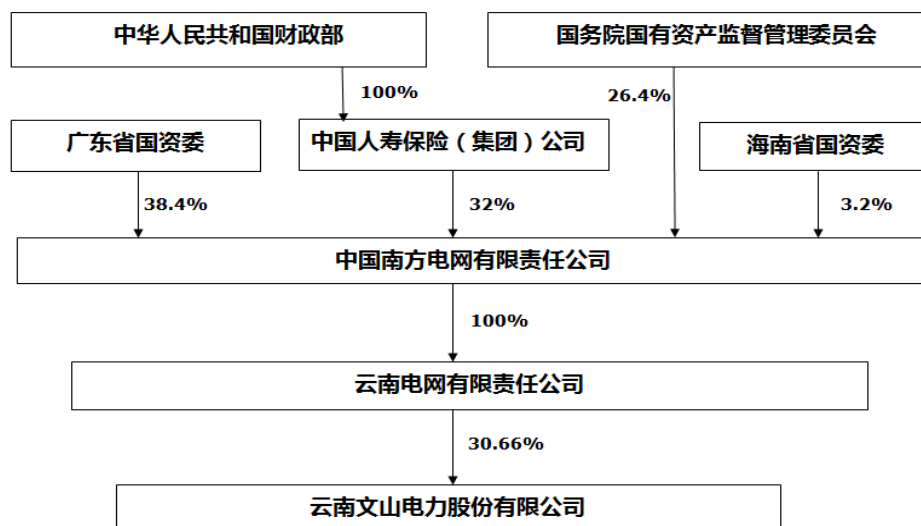 中华人民共和国财政部
国务院国有资产监督管理委员会
100%
26.4%
广东省国资委
中国人寿保险（集团）公司
海南省国资委
38.4%
32%
3.2%
中国南方电网有限责任公司
100%
云南电网有限责任公司
30.66%
云南文山电力股份有限公司